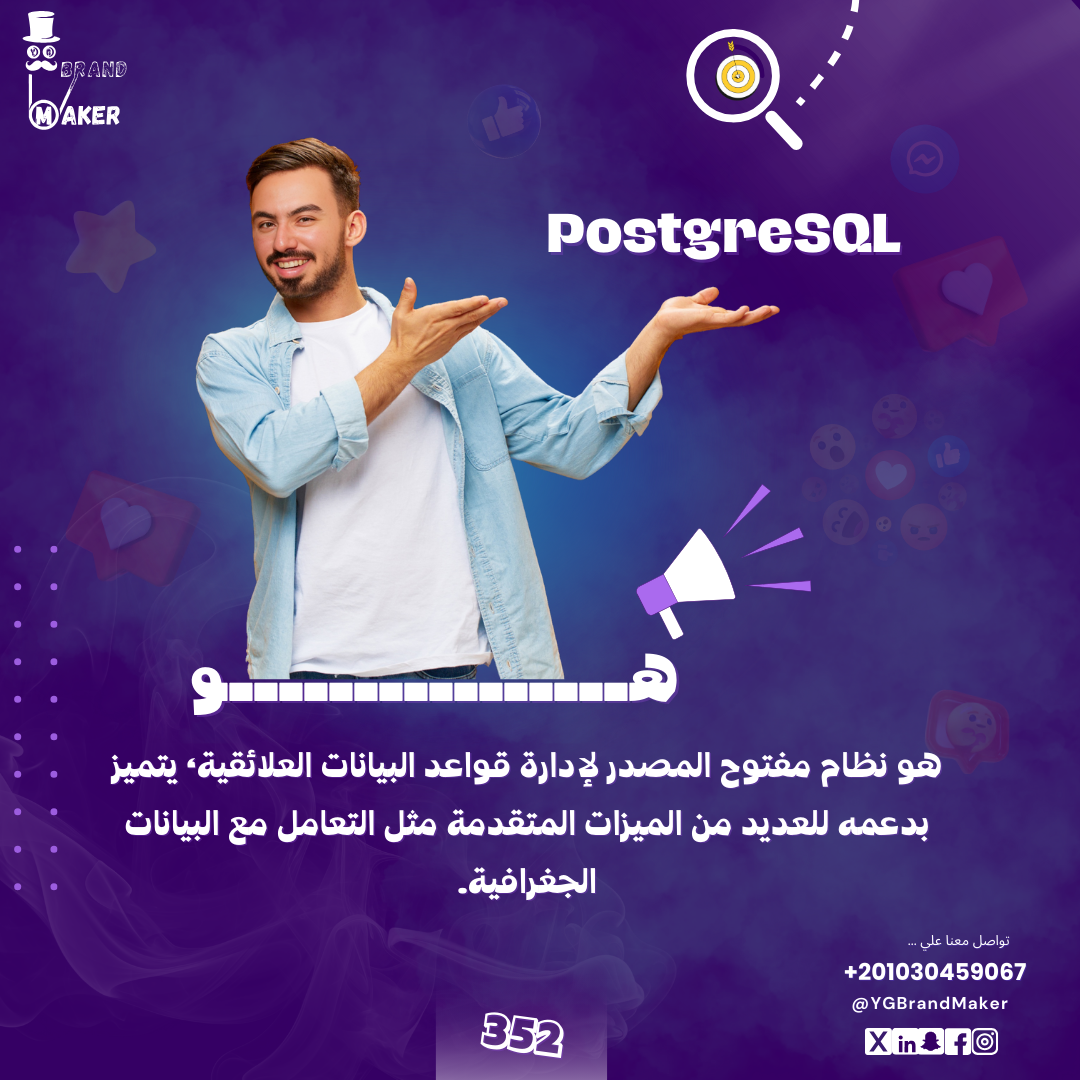 BRAND
MAKER
PostgreSQL
هـــــــــــــــــو
هو نظام مفتوح المصدر لإدارة قواعد البيانات العلائقية، يتميز
بدعمه للعديد من الميزات المتقدمة مثل التعامل مع البيانات
الجغرافية.
تواصل معنا علي ...
+201030459067
@YGBrandMaker
352